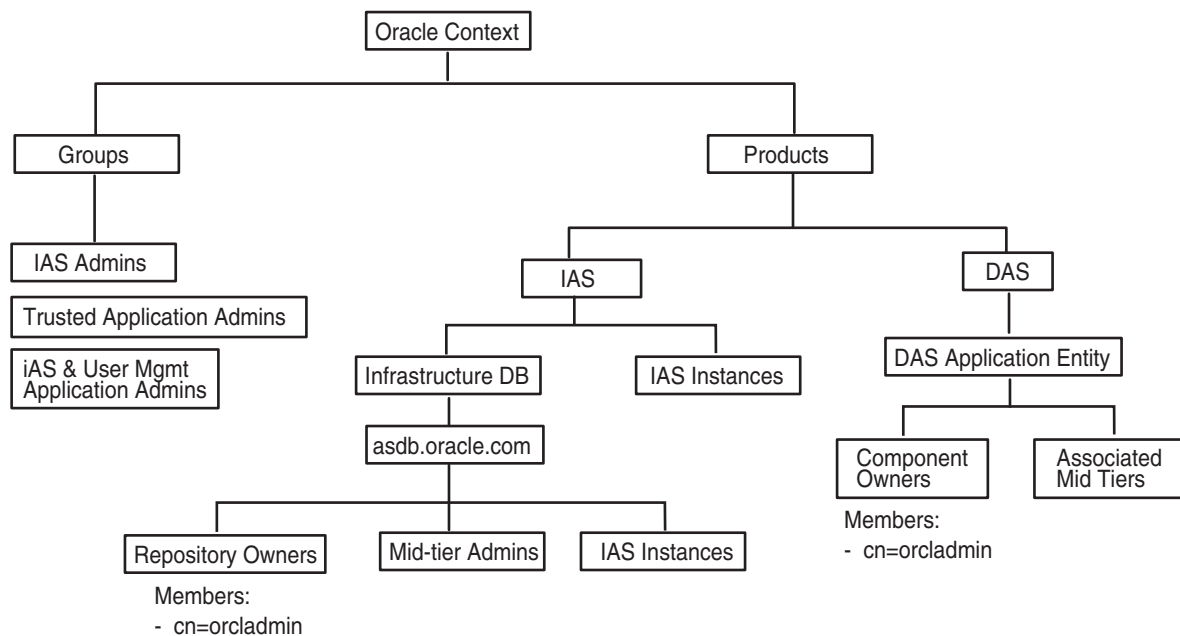 Oracle Context
Groups
Products
IAS Admins
IAS
DAS
Trusted Application Admins
iAS & User Mgmt
Application Admins
Infrastructure DB
IAS Instances
DAS Application Entity
asdb.oracle.com
Component
Owners
Associated
Mid Tiers
Members:
- cn=orcladmin
Repository Owners
Mid-tier Admins
IAS Instances
Members:
- cn=orcladmin